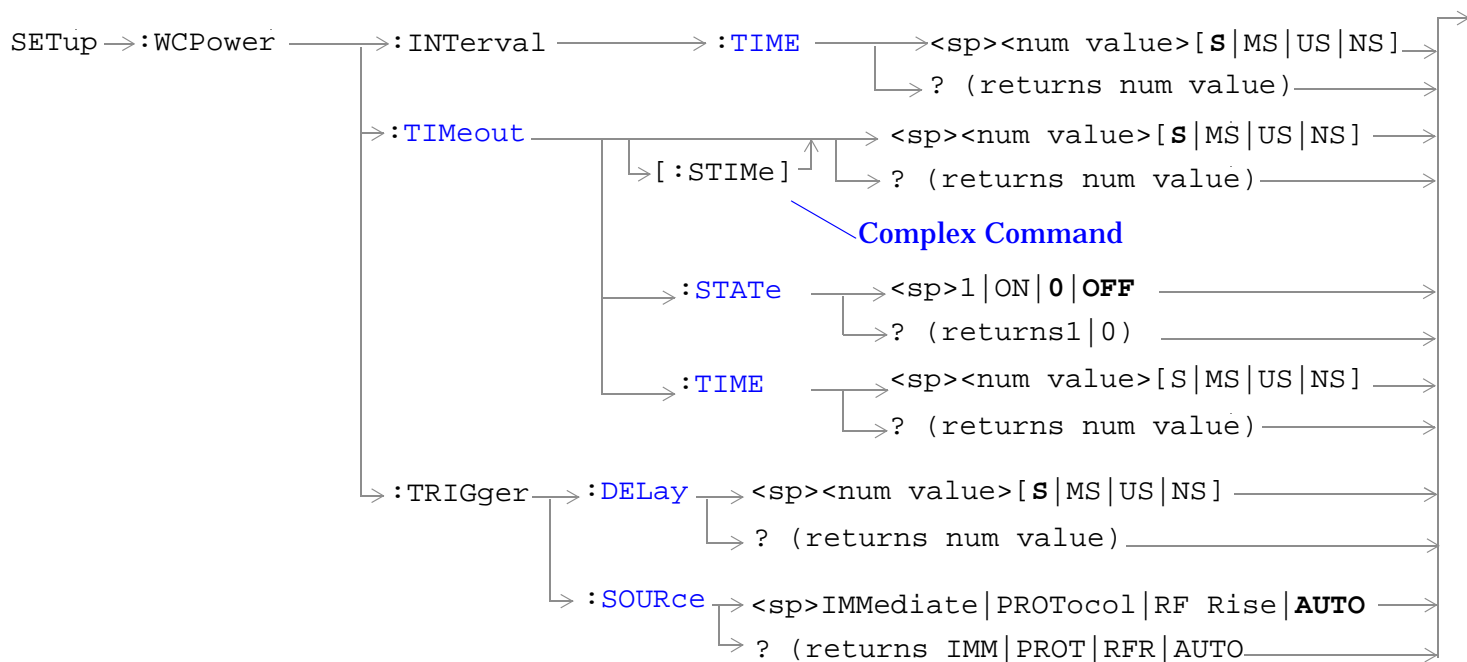 SETup :WCPower :INTerval :TIME <sp><num value>[S|MS|US|NS]
? (returns num value)
:TIMeout <sp><num value>[S|MS|US|NS]
[:STIMe] ? (returns num value)
Complex Command
:STATe <sp>1|ON|0|OFF
? (returns1|0)
:TIME <sp><num value>[S|MS|US|NS]
? (returns num value)
:TRIGger :DELay <sp><num value>[S|MS|US|NS]
? (returns num value)
:SOURce <sp>IMMediate|PROTocol|RF Rise|AUTO
? (returns IMM|PROT|RFR|AUTO